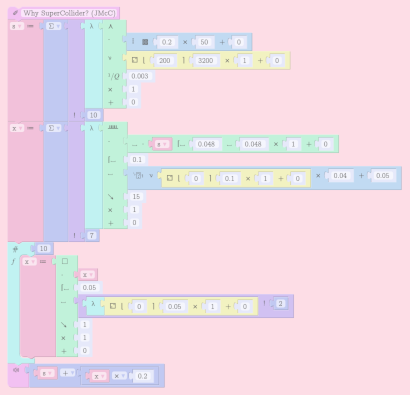 Why SuperCollider? (JMcC)
x = Σ λ ∧
· ! ■ 0.2 × 50 + 0
ν ⚂ [ 200 ] 3200 × 1 + 0
¹/Q 0.003
× 1
+ 0
! 10
x = Σ λ
· ... · x [... 0.048 ... 0.048 × 1 + 0
[... 0.1
... ν ⚂ [ 0 ] 0.1 × 1 + 0 × 0.04 + 0.05
↘ 15
× 1
+ 0
! 7
# 10
f x = □
· x
[... 0.05
... λ ⚂ [ 0 ] 0.05 × 1 + 0 ! 2
↘ 1
× 1
+ 0
x + x × 0.2